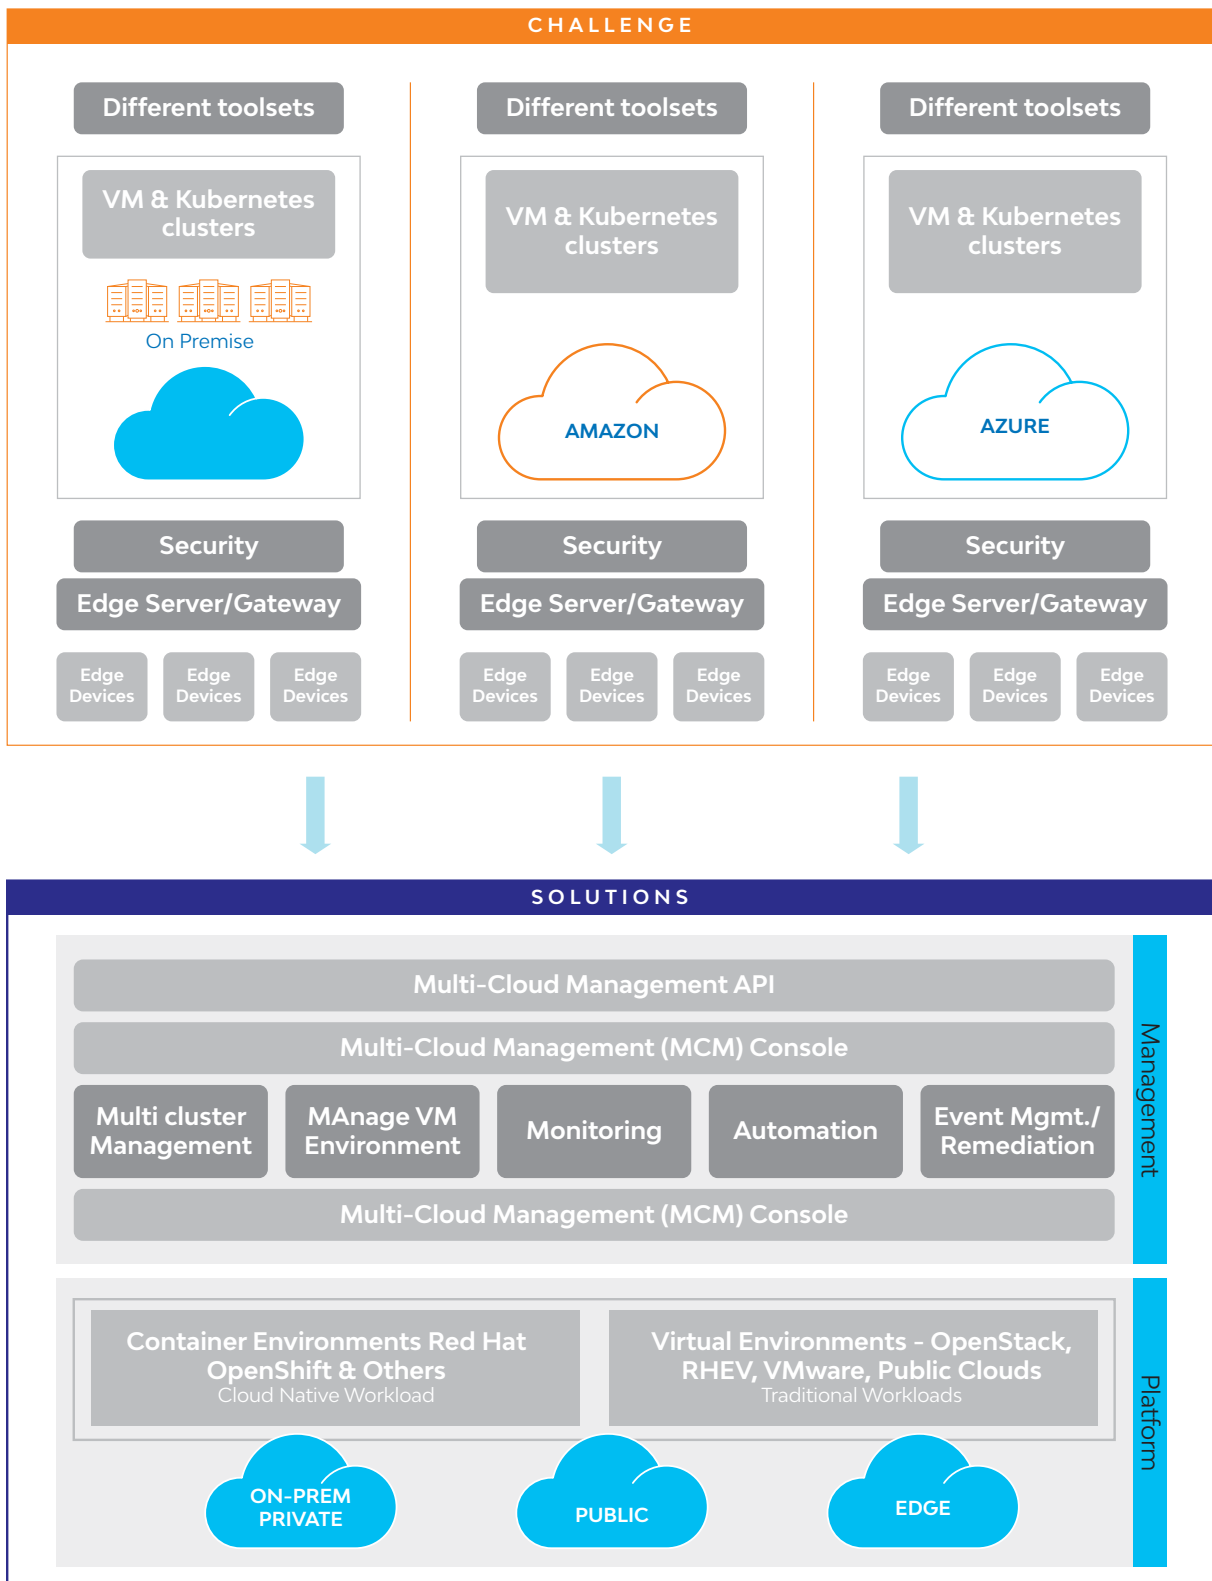 CHALLENGE
Different toolsets
VM & Kubernetes
clusters
On Premise
Security
Edge Server/Gateway
Edge
Devices
Edge
Devices
Edge
Devices
Different toolsets
VM & Kubernetes
clusters
AMAZON
Security
Edge Server/Gateway
Edge
Devices
Edge
Devices
Edge
Devices
Different toolsets
VM & Kubernetes
clusters
AZURE
Security
Edge Server/Gateway
Edge
Devices
Edge
Devices
Edge
Devices
SOLUTIONS
Multi-Cloud Management API
Multi-Cloud Management (MCM) Console
Multi cluster
Management
MAnage VM
Environment
Monitoring
Automation
Event Mgmt./
Remediation
Multi-Cloud Management (MCM) Console
Management
Container Environments Red Hat
OpenShift & Others
Cloud Native Workload
Virtual Environments - OpenStack,
RHEV, VMware, Public Clouds
Traditional Workloads
ON-PREM
PRIVATE
PUBLIC
EDGE
Platform